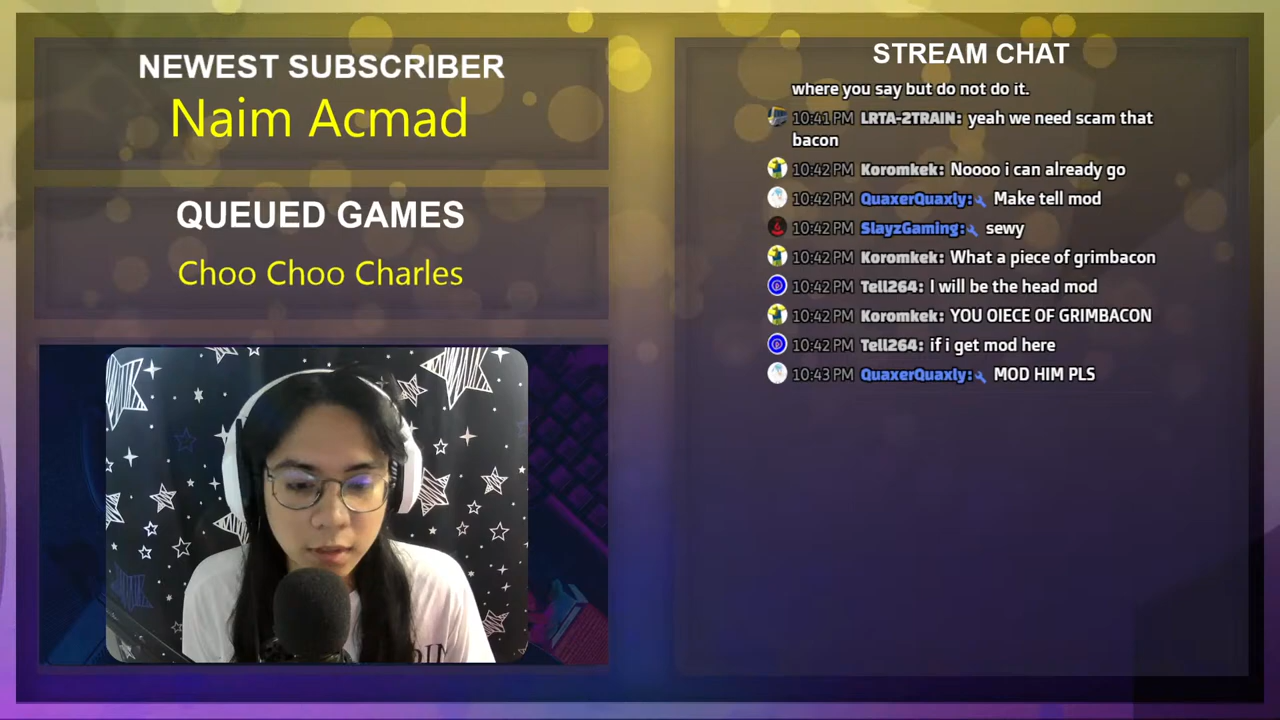 NEWEST SUBSCRIBER
Naim Acmad
QUEUED GAMES
Choo Choo Charles
STREAM CHAT
where you say but do not do it.
10:41 PM LRTA-2TRAIN: yeah we need scam that
bacon
10:42 PM Koromkek: Noooo i can already go
10:42 PM QuaxerQuaxly: Make tell mod
10:42 PM SlayzGaming: sewy
10:42 PM Koromkek: What a piece of grimbacon
10:42 PM Tell264: I will be the head mod
10:42 PM Koromkek: YOU OIECE OF GRIMBACON
10:42 PM Tell264: if i get mod here
10:43 PM QuaxerQuaxly: MOD HIM PLS